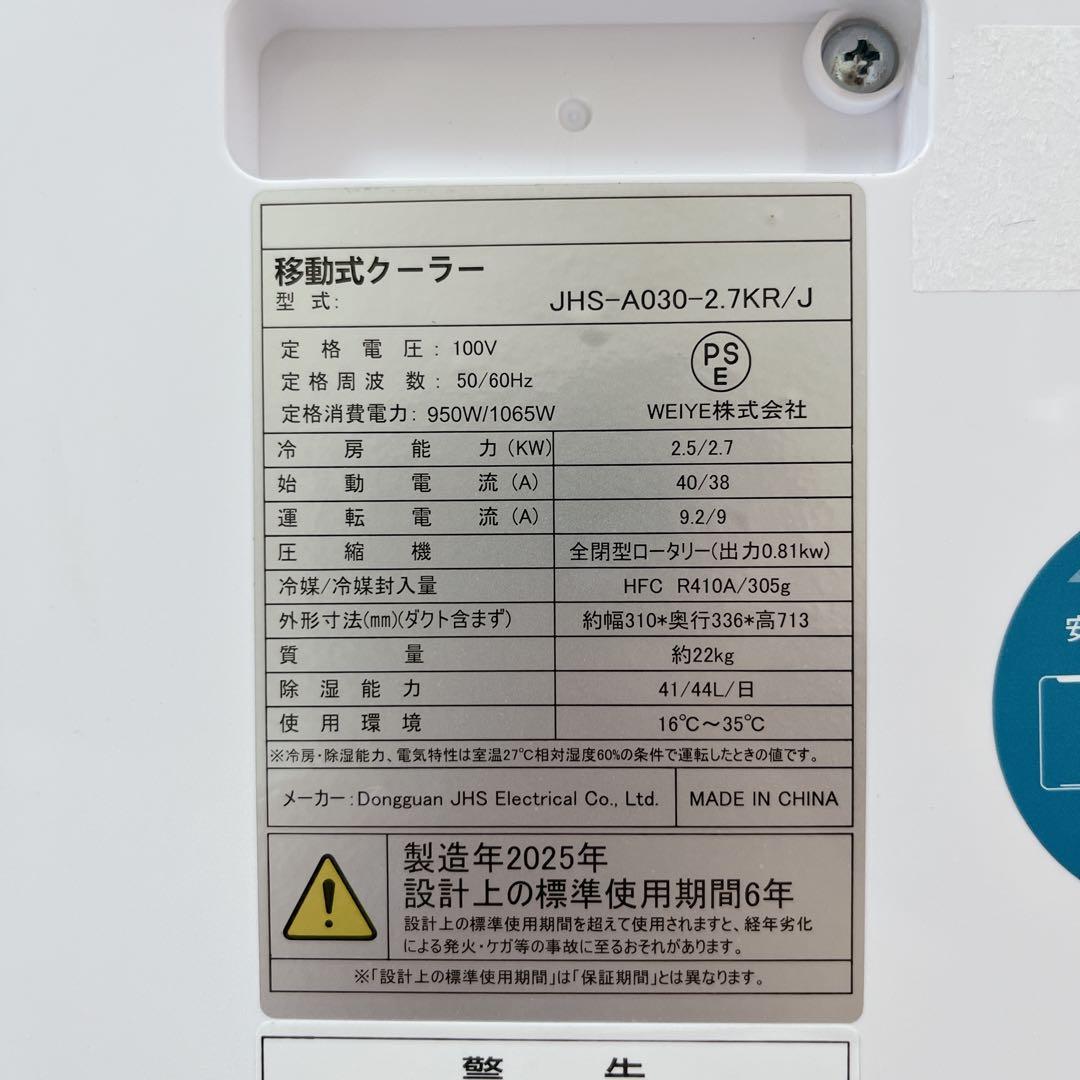 移動式クーラー
型式: JHS-A030-2.7KR/J
定格電圧: 100V
PS
E
定格周波数: 50/60Hz
定格消費電力: 950W/1065W
WEIYE株式会社
冷房能力(KW) 2.5/2.7
始動電流(A) 40/38
運転電流(A) 9.2/9
圧縮機 全閉型ロータリー(出力0.81kw)
冷媒/冷媒封入量 HFC R410A/305g
外形寸法(mm)(ダクト含まず) 約幅310*奥行336*高713
質量 約22kg
除湿能力 41/44L/日
使用環境 16℃～35℃
※冷房・除湿能力、電気特性は室温27℃相対湿度60%の条件で運転したときの値です。
メーカー:Dongguan JHS Electrical Co., Ltd. MADE IN CHINA
製造年2025年
設計上の標準使用期間6年
設計上の標準使用期間を超えて使用されますと、経年劣化
による発火・ケガ等の事故に至るおそれがあります。
※「設計上の標準使用期間」は「保証期間」とは異なります。
警告
安